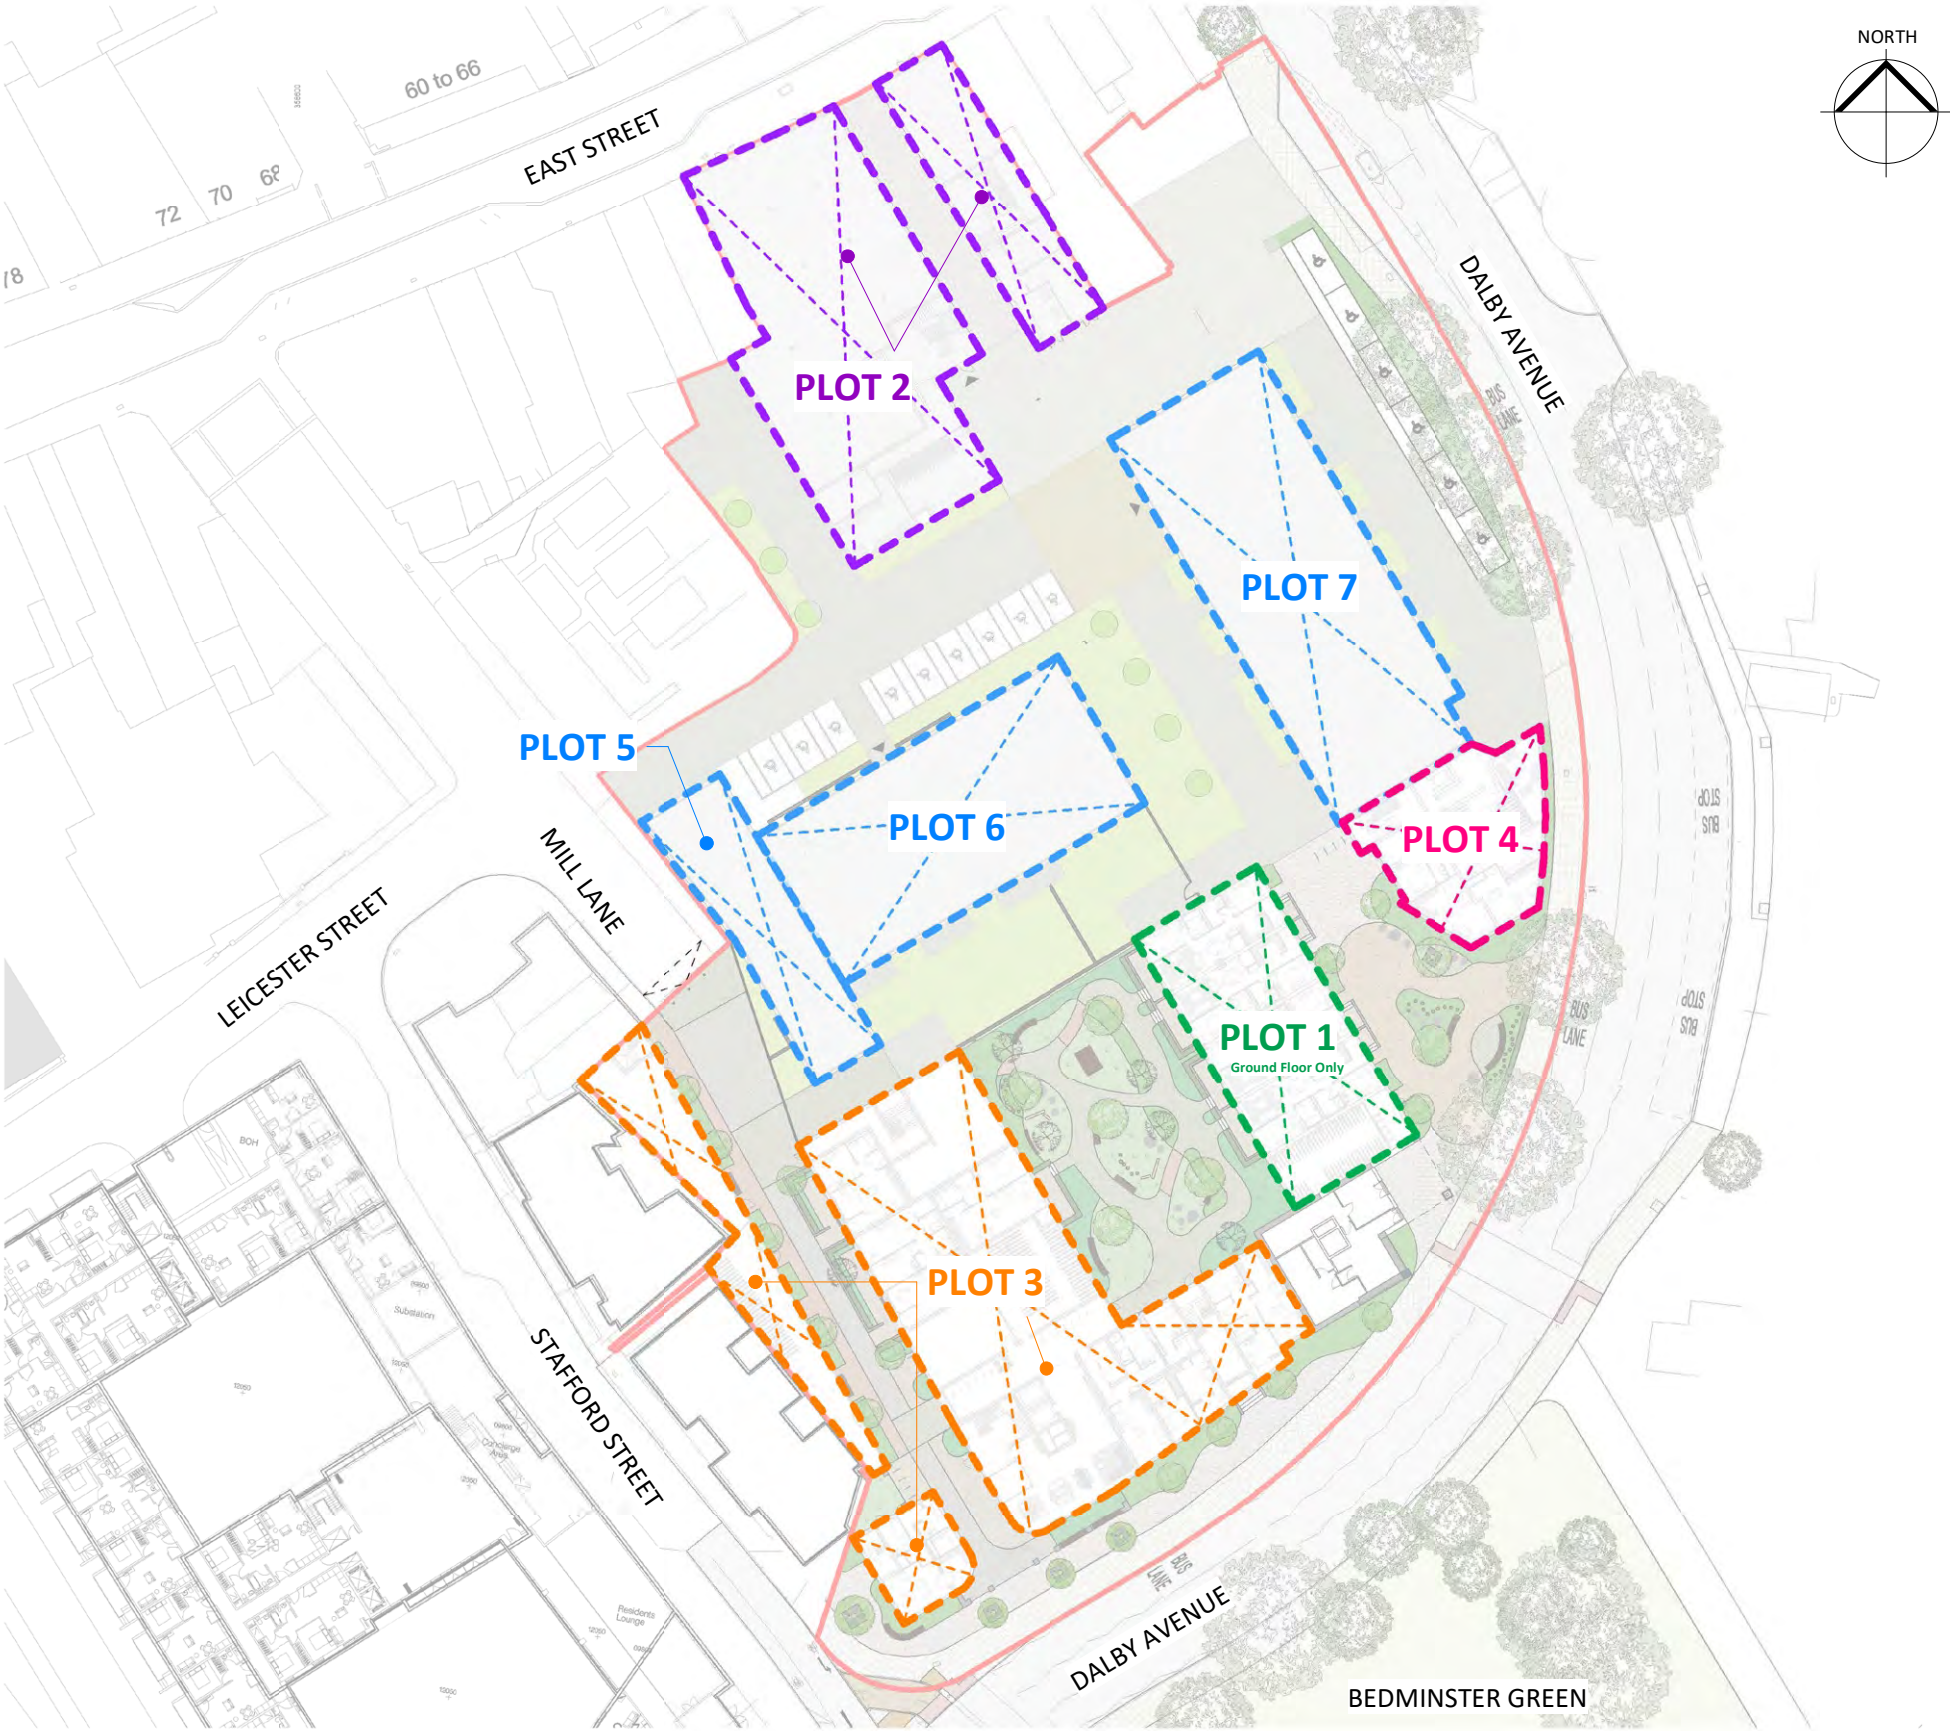 NORTH
60 to 66
EAST STREET
72
70
68
78
DALBY AVENUE
BUS
LANE
PLOT 2
PLOT 7
PLOT 5
PLOT 6
PLOT 4
BUS
STOP
MILL LANE
LEICESTER STREET
BUS
STOP
BUS
LANE
PLOT 1
Ground Floor Only
BOH
Substation
PLOT 3
STAFFORD STREET
Concierge
Area
Residents
Lounge
BUS
LANE
DALBY AVENUE
BEDMINSTER GREEN